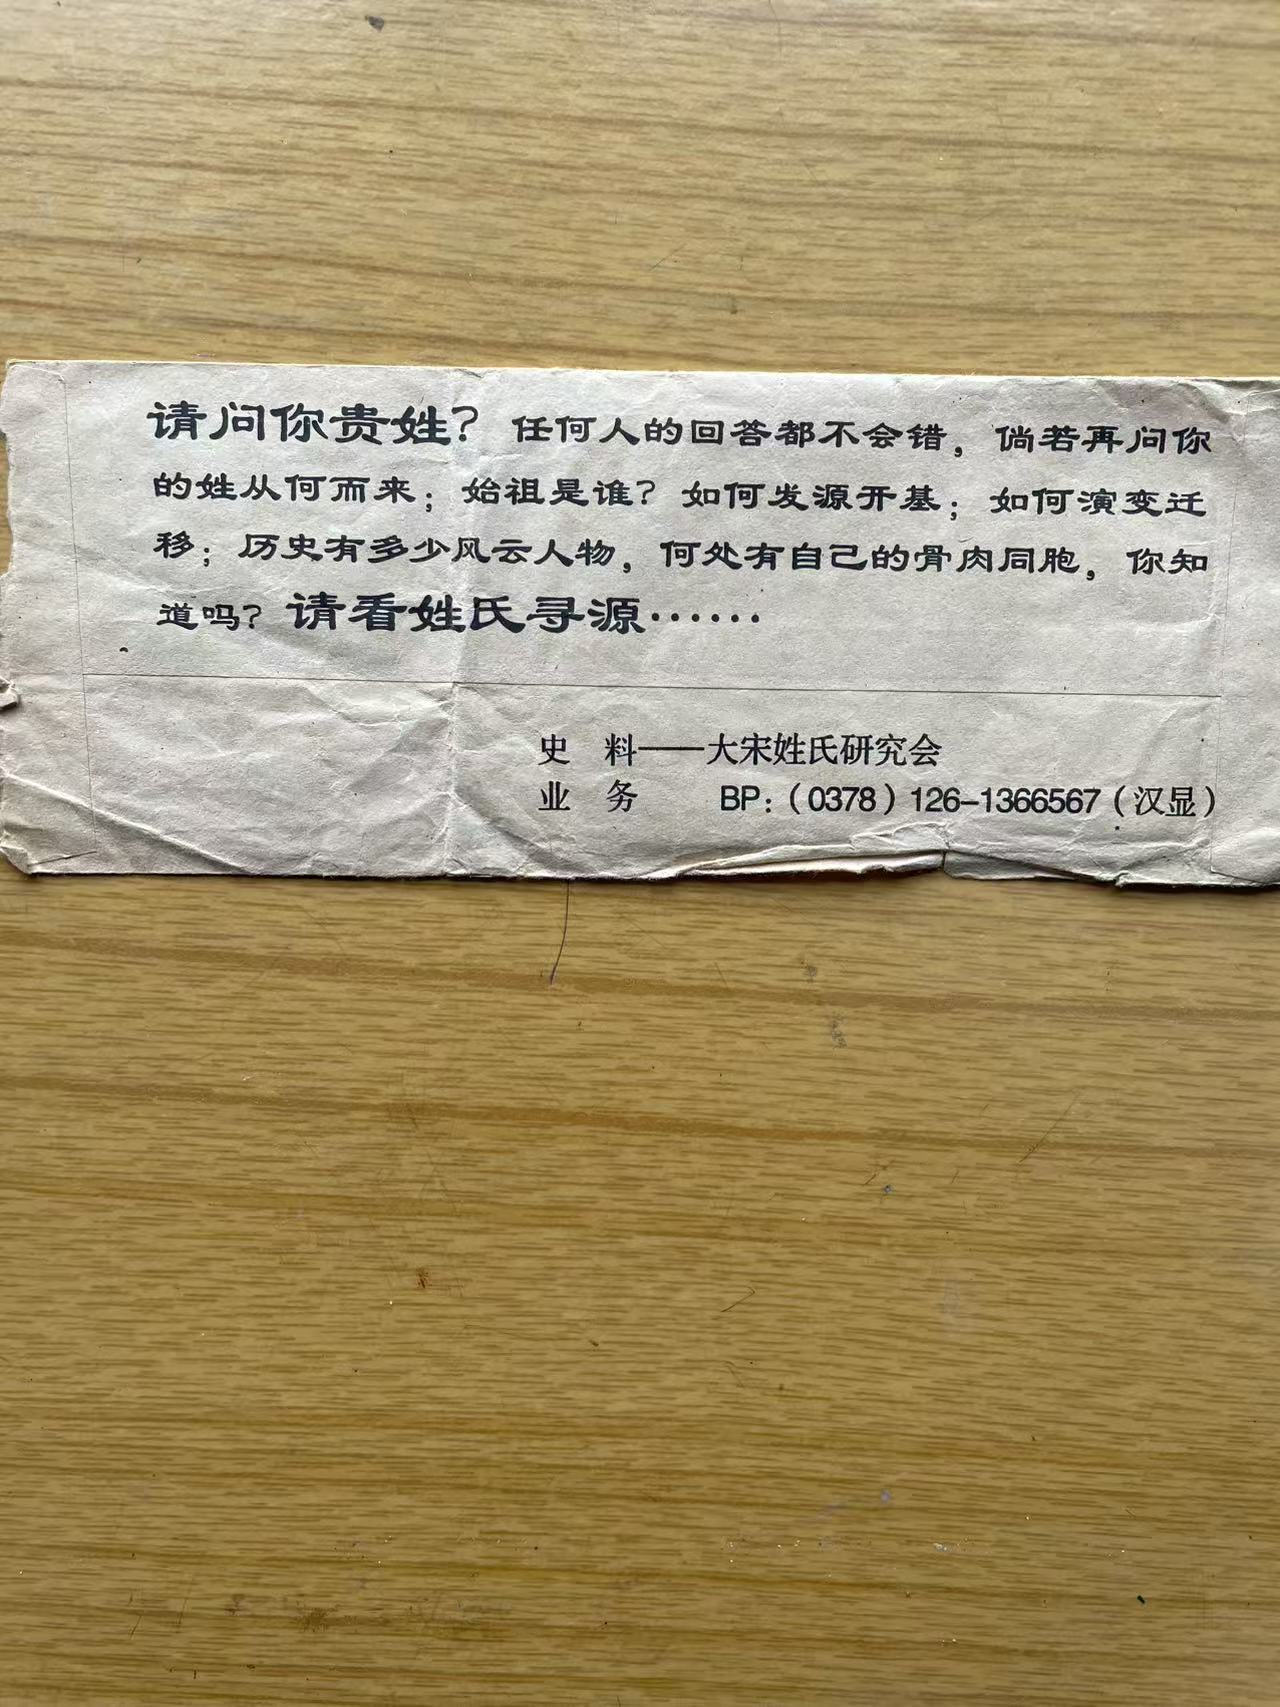 请问你贵姓？任何人的回答都不会错，倘若再问你
的姓从何而来；始祖是谁？如何发源开基；如何演变迁
移；历史有多少风云人物，何处有自己的骨肉同胞，你知
道吗？请看姓氏寻源……
史　料——大宋姓氏研究会
业　务　　BP：（0378）126-1366567（汉显）